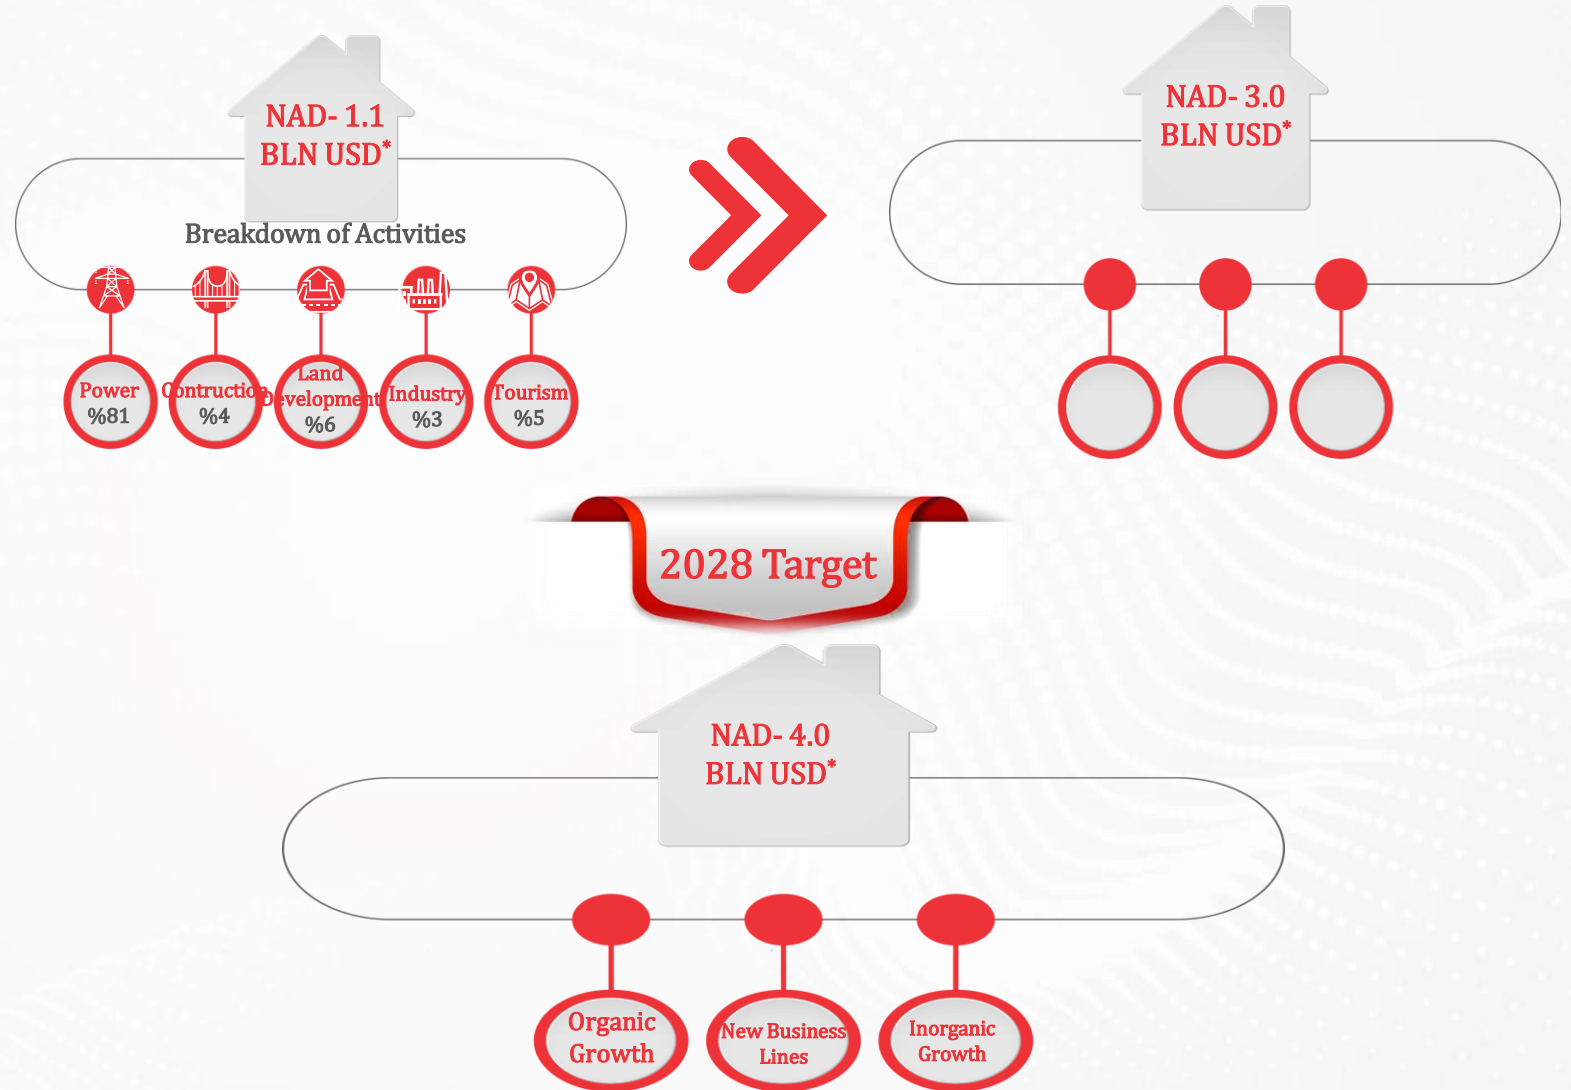 NAD- 1.1
BLN USD*
Breakdown of Activities
Power
%81
Contruction
%4
Land
Development
%6
Industry
%3
Tourism
%5
NAD- 3.0
BLN USD*
2028 Target
NAD- 4.0
BLN USD*
Organic
Growth
New Business
Lines
Inorganic
Growth